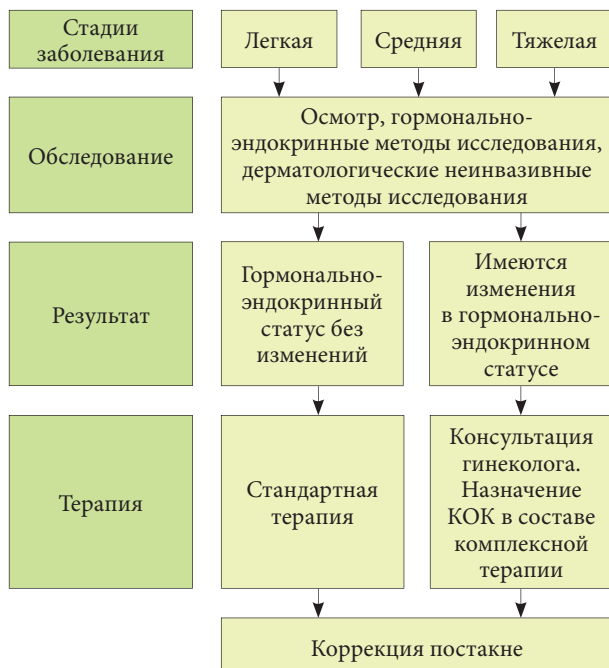 Стадии
заболевания
Легкая
Средняя
Тяжелая
Обследование
Осмотр, гормонально-
эндокринные методы исследования,
дерматологические неинвазивные
методы исследования
Результат
Гормонально-
эндокринный
статус без
изменений
Имеются
изменения
в гормонально-
эндокринном
статусе
Терапия
Стандартная
терапия
Консультация
гинеколога.
Назначение
КОК в составе
комплексной
терапии
Коррекция постакне